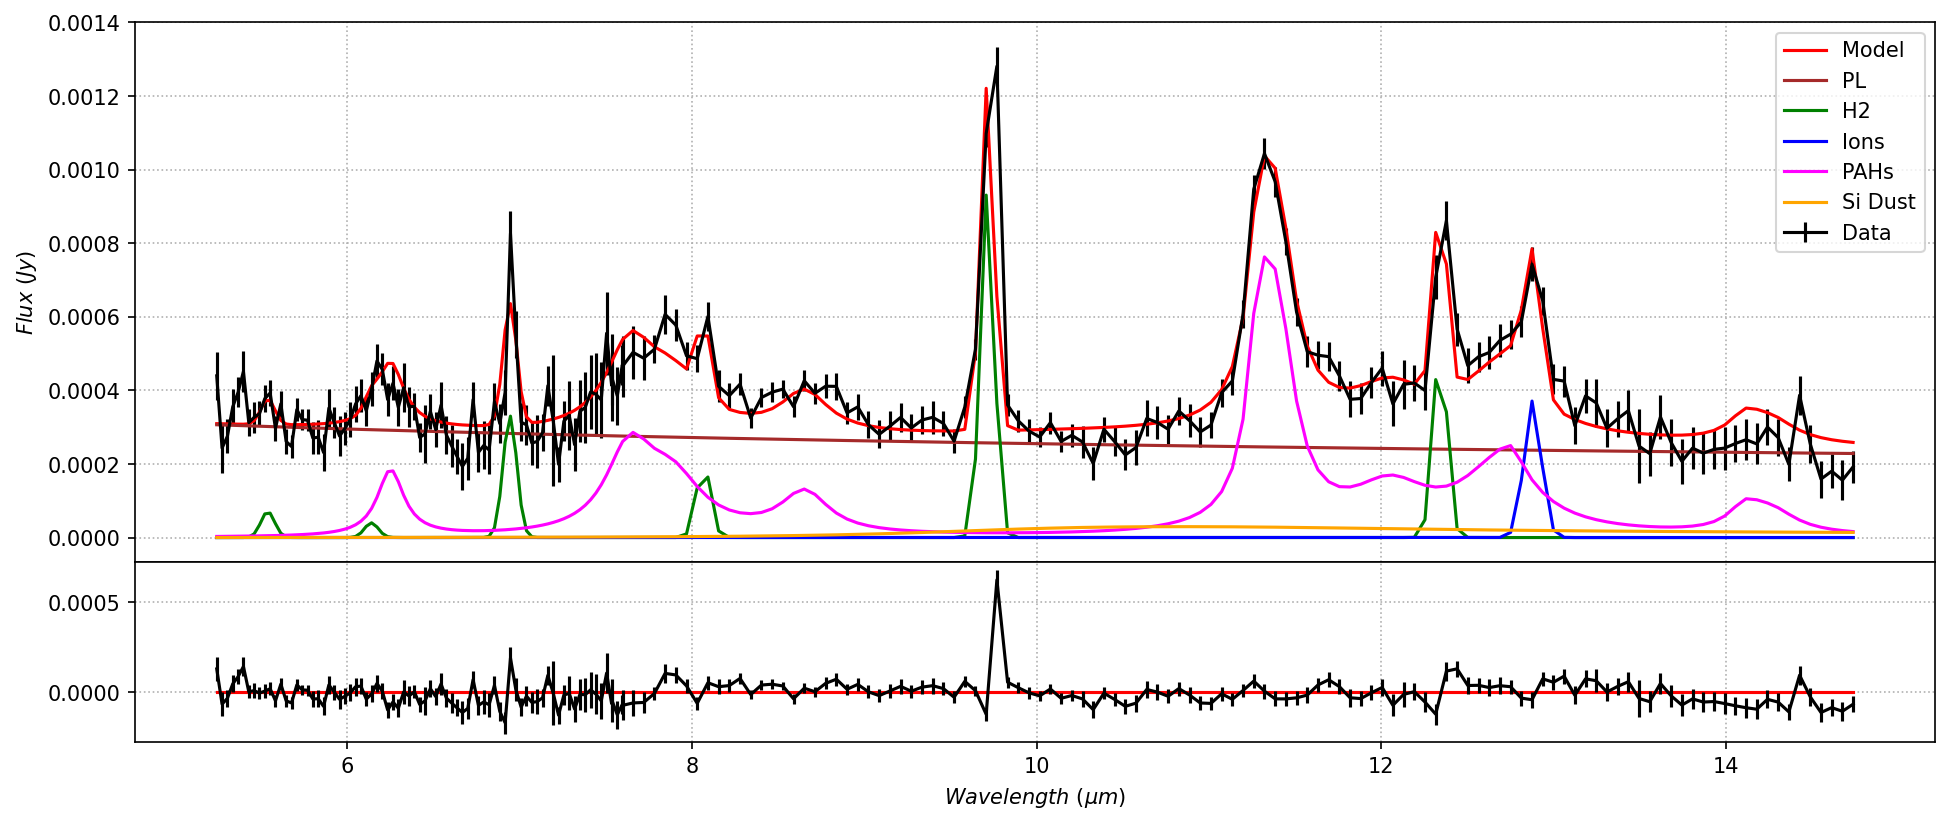 0.0014
0.0012
0.0010
0.0008
0.0006
0.0004
0.0002
0.0000
Flux (Jy)
Model
PL
H2
Ions
PAHs
Si Dust
Data
0.0005
0.0000
6 8 10 12 14
Wavelength (μm)